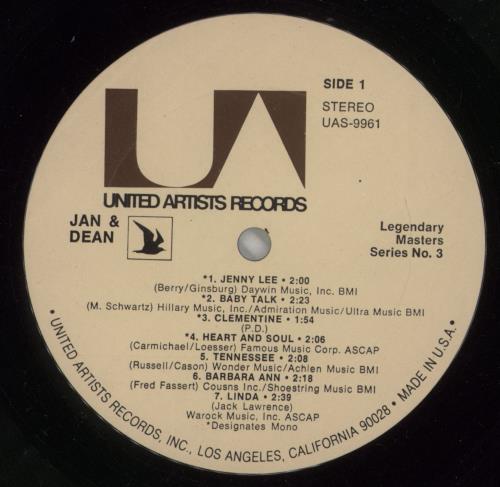 UA
SIDE 1
STEREO
UAS-9961
UNITED ARTISTS RECORDS
JAN &
DEAN
Legendary
Masters
Series No. 3
*1. JENNY LEE • 2:00
(Berry/Ginsburg) Daywin Music, Inc. BMI
*2. BABY TALK • 2:23
(M. Schwartz) Hillary Music, Inc./Admiration Music/Ultra Music BMI
*3. CLEMENTINE • 1:54
(P.D.)
*4. HEART AND SOUL • 2:06
(Carmichael/Loesser) Famous Music Corp. ASCAP
5. TENNESSEE • 2:08
(Russell/Cason) Wonder Music/Achlen Music BMI
6. BARBARA ANN • 2:18
(Fred Fassert) Cousns Inc/Shoestring Music BMI
7. LINDA • 2:39
(Jack Lawrence)
Warock Music, Inc. ASCAP
*Designates Mono
• UNITED ARTISTS RECORDS, INC., LOS ANGELES, CALIFORNIA 90028 • MADE IN U.S.A. •